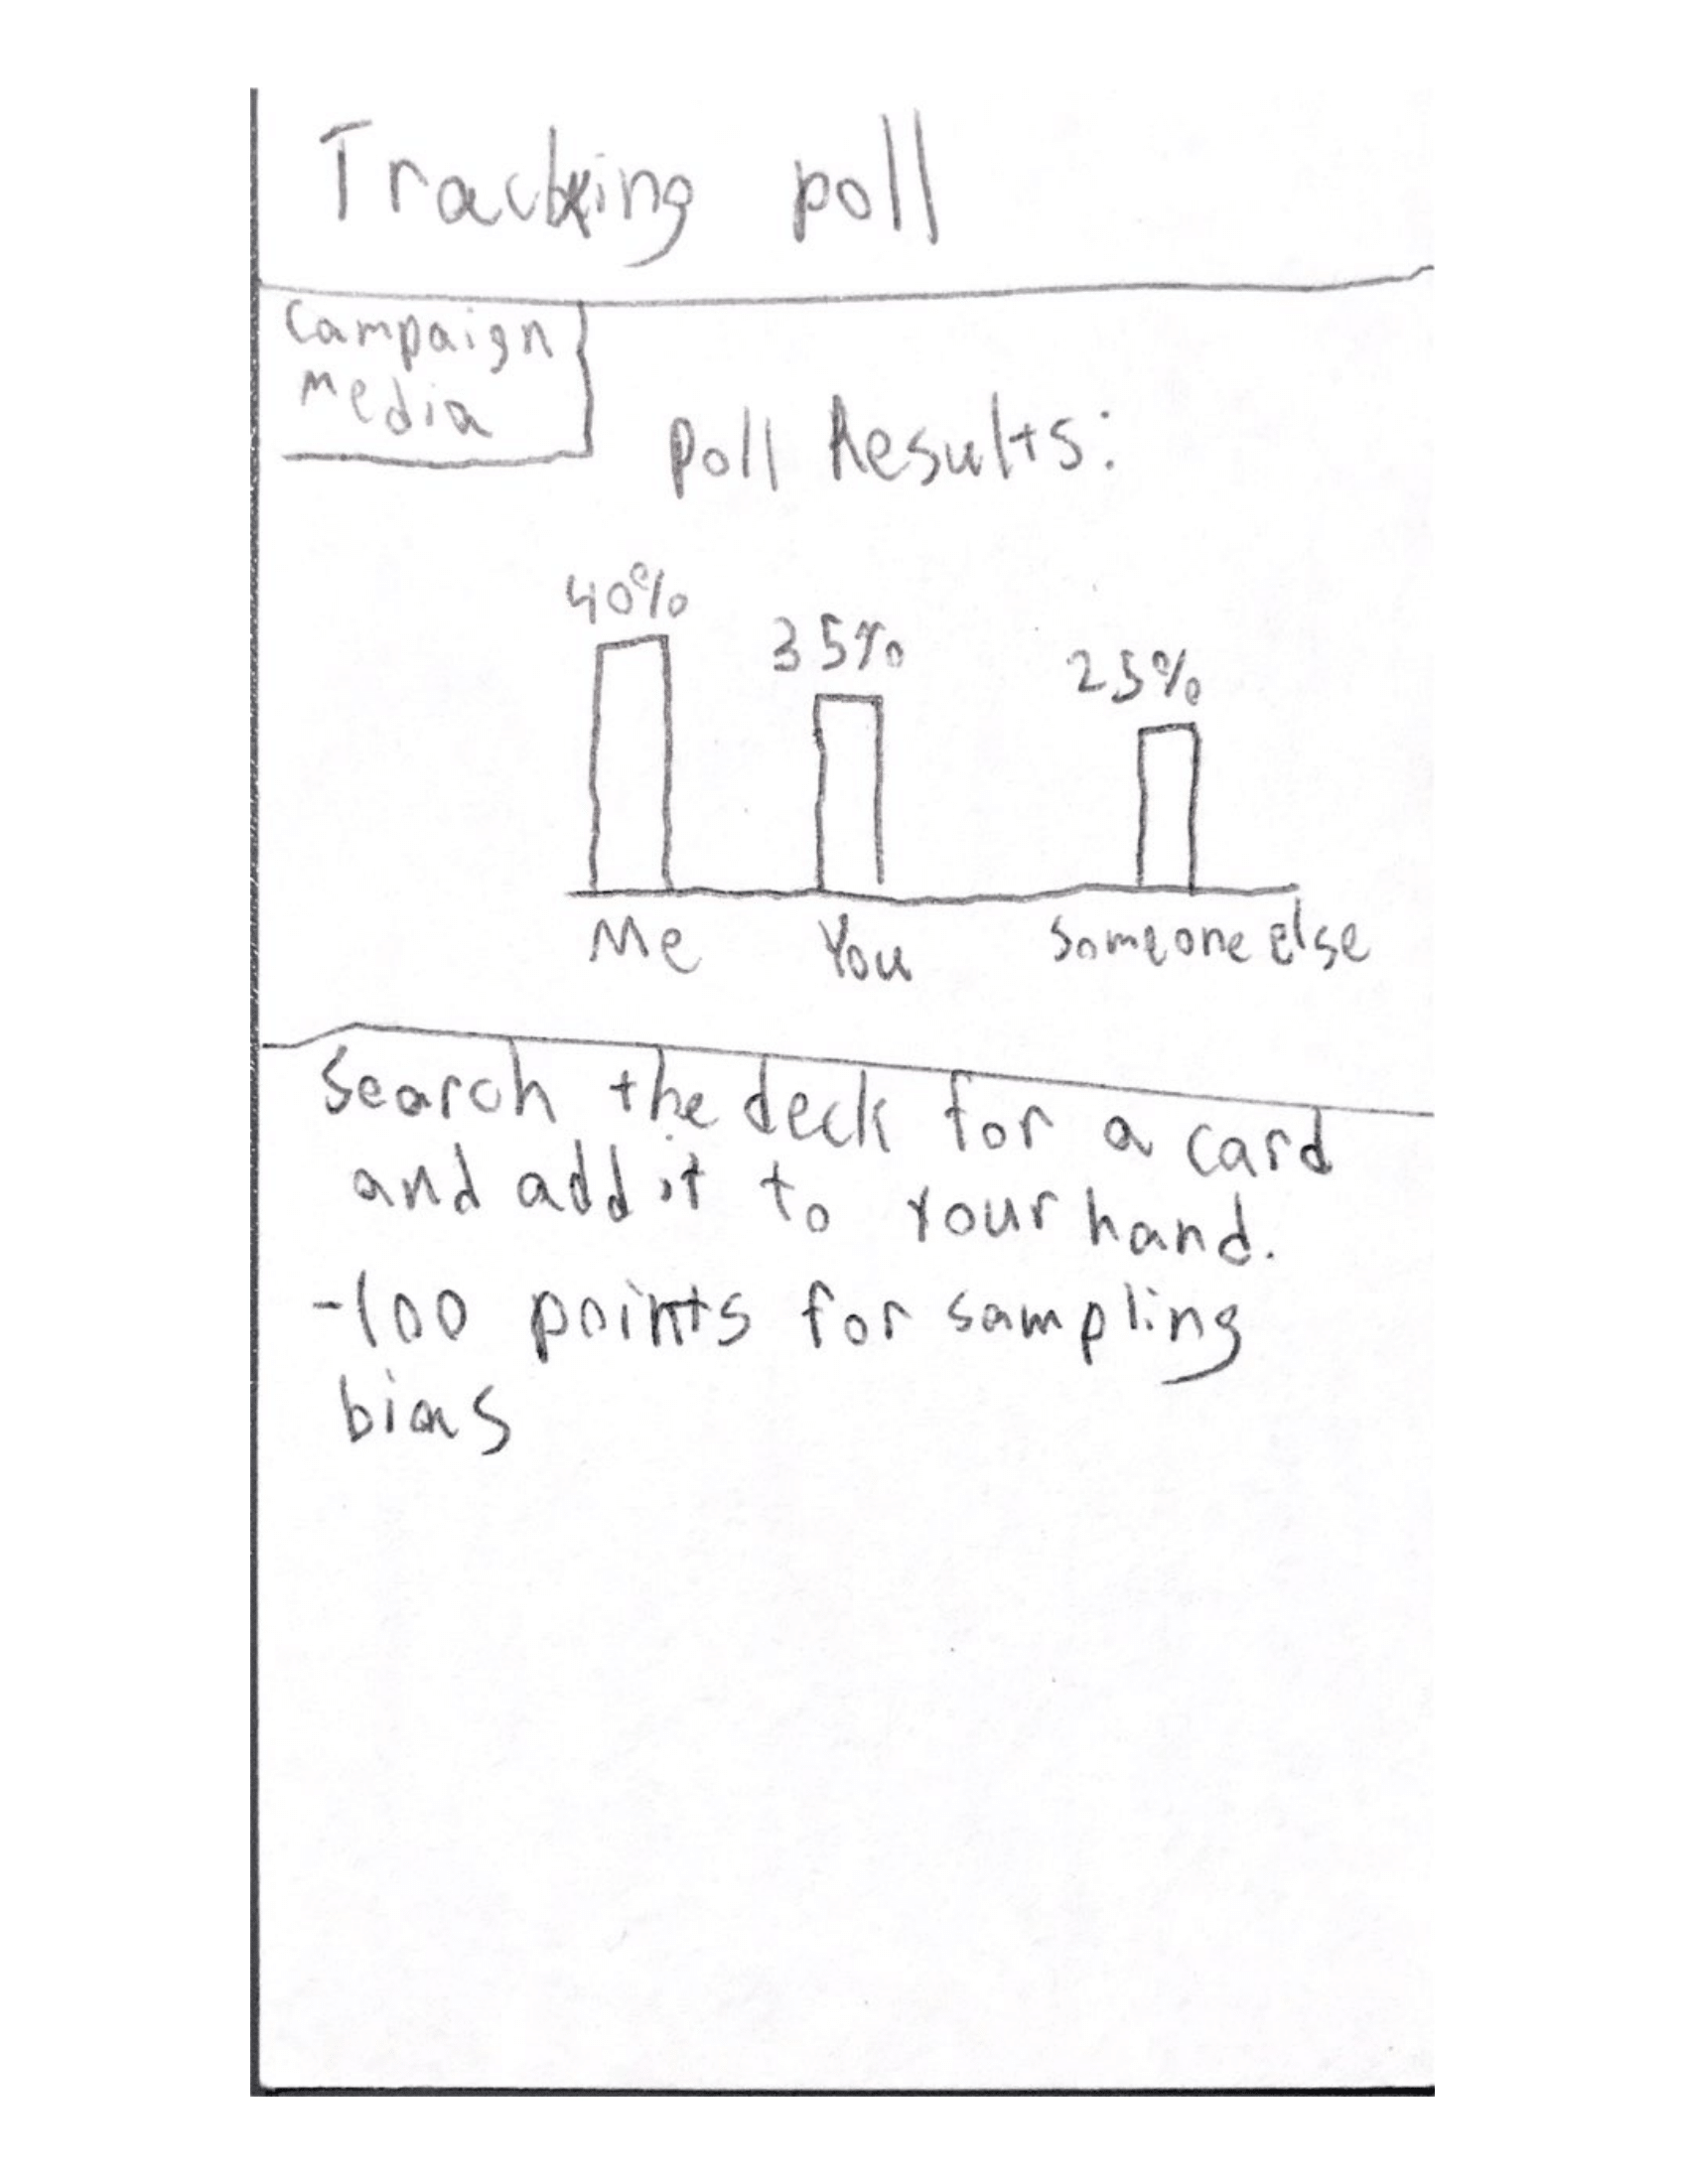 Tracking poll
Campaign
Media
Poll Results:
40%
35%
25%
Me
You
Someone else
Search the deck for a card
and add it to your hand.
-100 points for sampling
bias